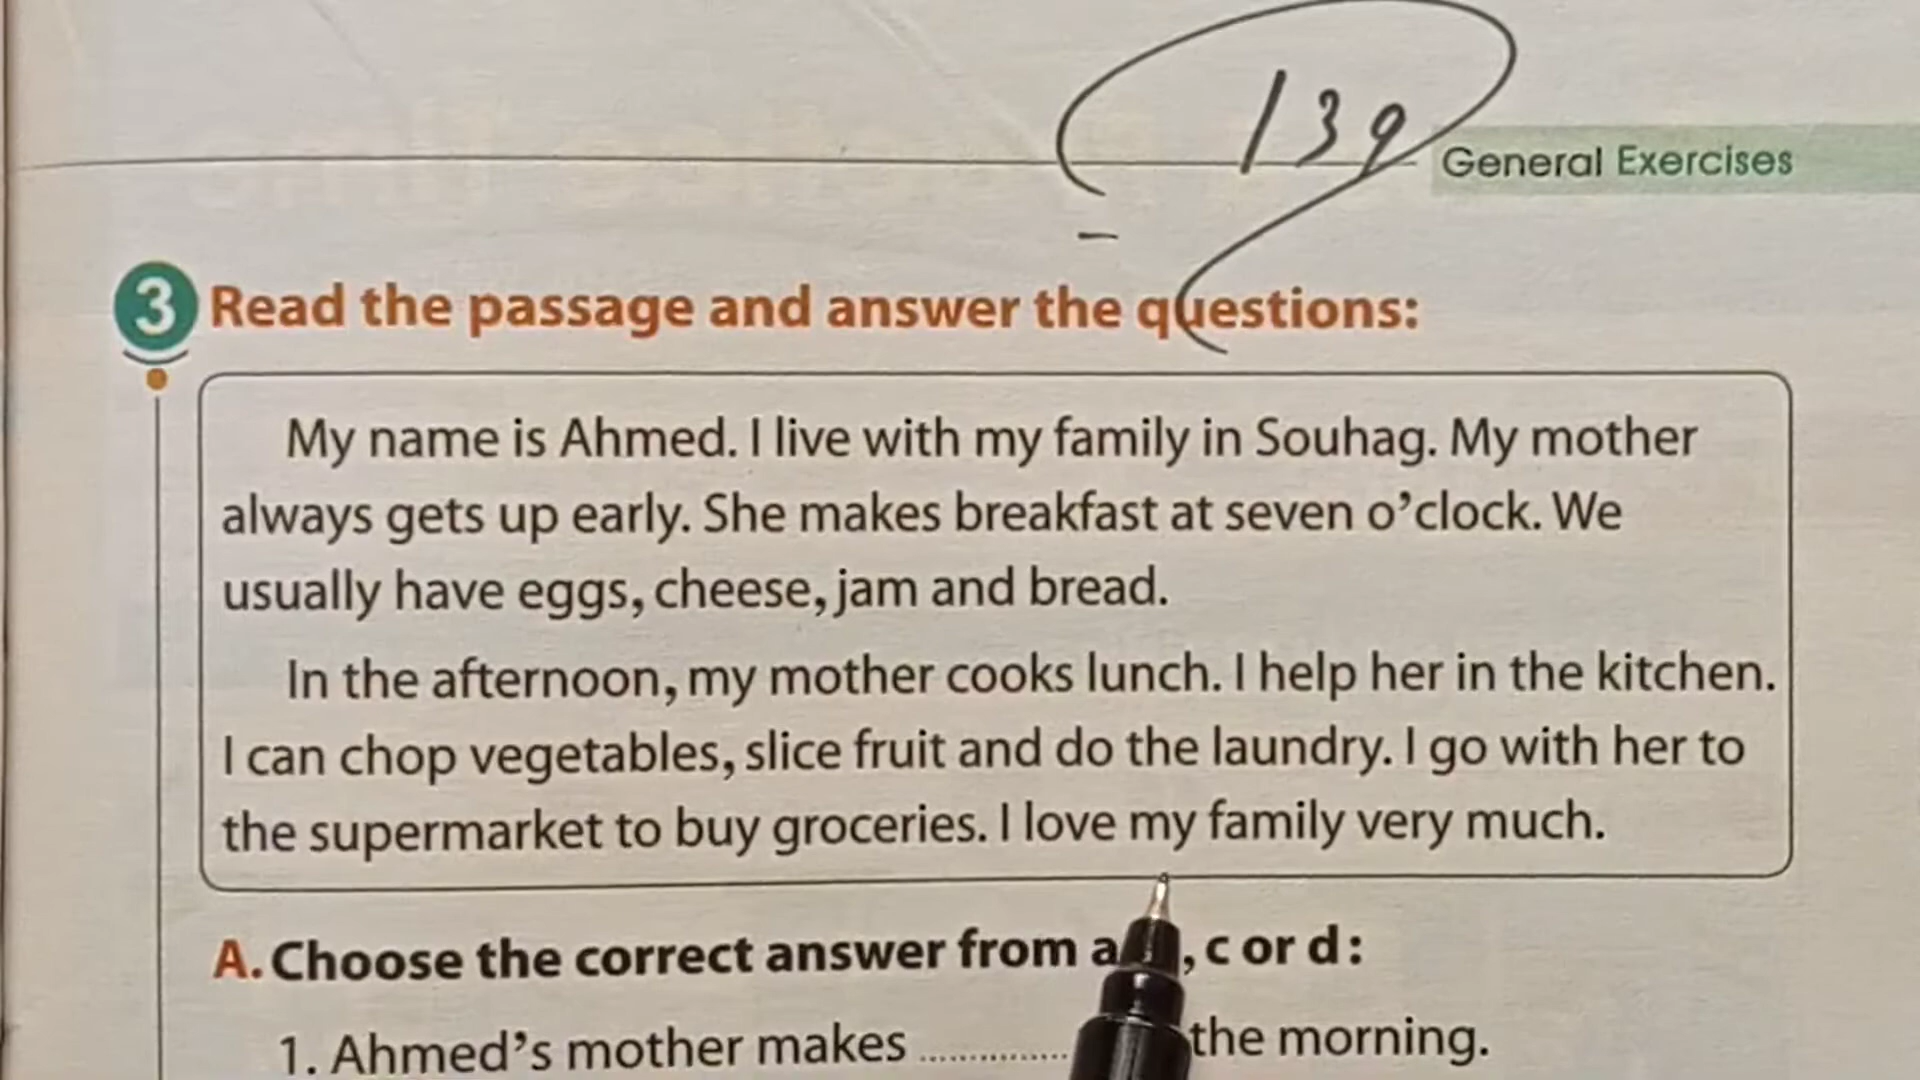 139
General Exercises
3 Read the passage and answer the questions:
My name is Ahmed. I live with my family in Souhag. My mother
always gets up early. She makes breakfast at seven o’clock. We
usually have eggs, cheese, jam and bread.
In the afternoon, my mother cooks lunch. I help her in the kitchen.
I can chop vegetables, slice fruit and do the laundry. I go with her to
the supermarket to buy groceries. I love my family very much.
A. Choose the correct answer from a , c or d:
1. Ahmed’s mother makes ............... the morning.